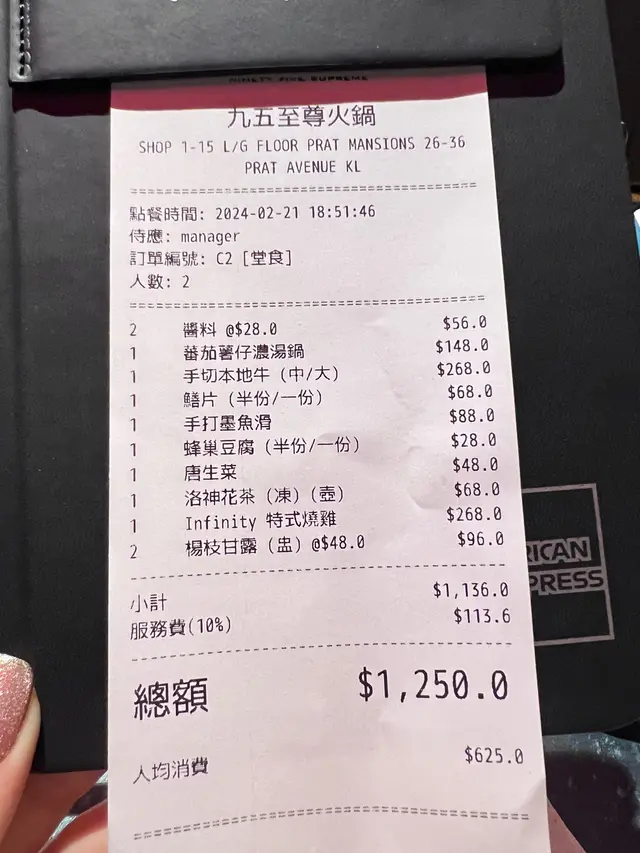 NINETY FIVE SUPREME
九五至尊火鍋
SHOP 1-15 L/G FLOOR PRAT MANSIONS 26-36
PRAT AVENUE KL
點餐時間: 2024-02-21 18:51:46
侍應: manager
訂單編號: C2 [堂食]
人數: 2
2 醬料 @$28.0 $56.0
1 蕃茄薯仔濃湯鍋 $148.0
1 手切本地牛 (中/大) $268.0
1 鱔片 (半份/一份) $68.0
1 手打墨魚滑 $88.0
1 蜂巢豆腐 (半份/一份) $28.0
1 唐生菜 $48.0
1 洛神花茶 (凍) (壺) $68.0
1 Infinity 特式燒雞 $268.0
2 楊枝甘露 (盅) @$48.0 $96.0
小計 $1,136.0
服務費(10%) $113.6
總額 $1,250.0
人均消費 $625.0
RICAN
PRESS